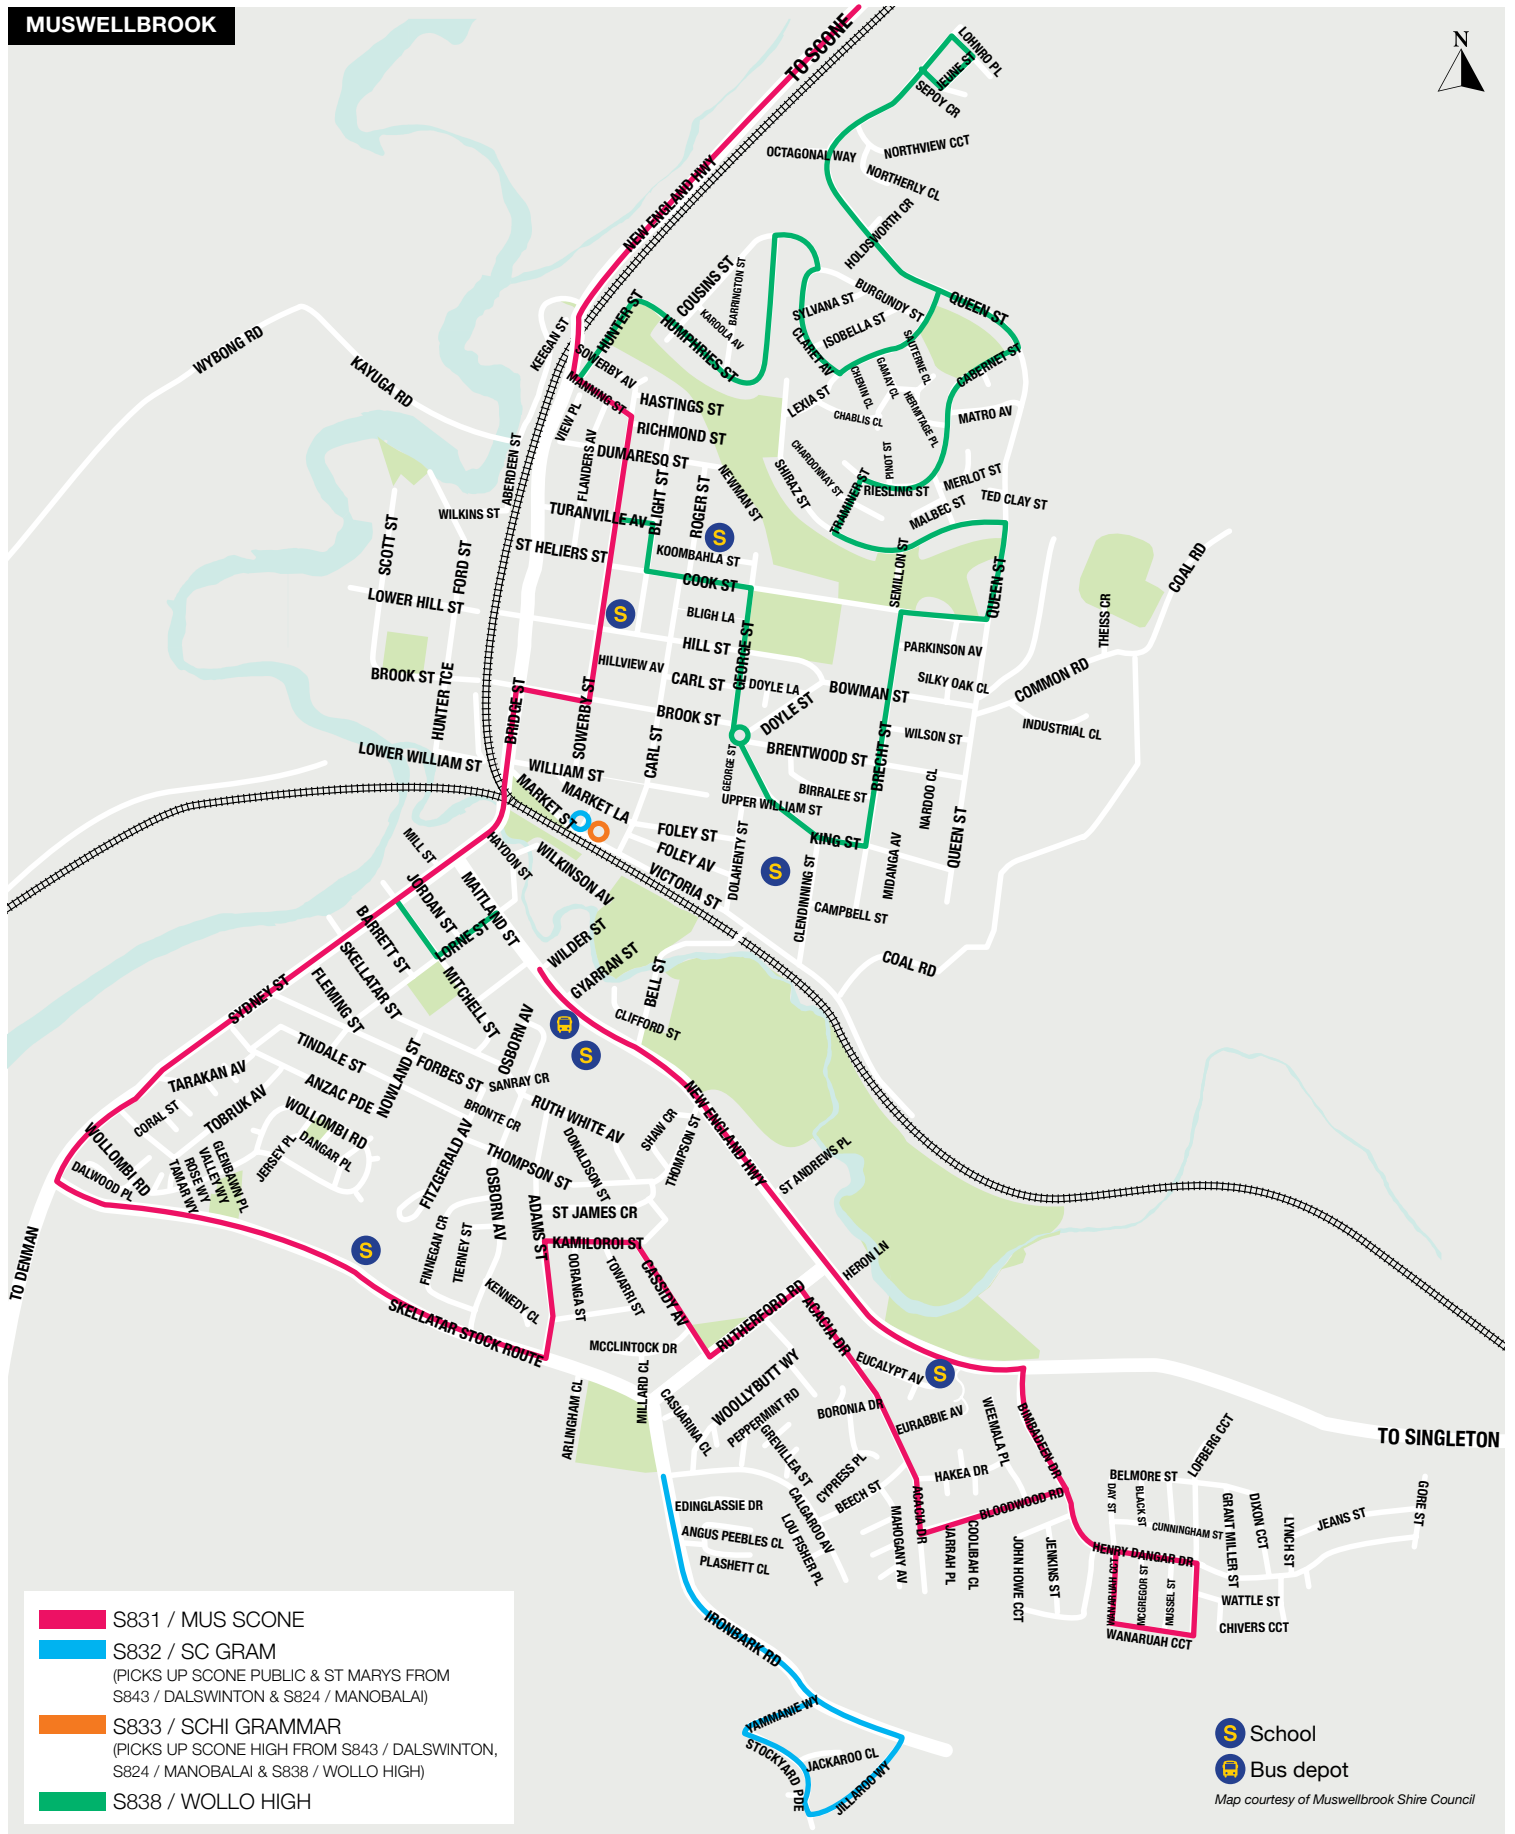 MUSWELLBROOK
N
TO SCONE
LOHNRO PL
JEUNE ST
SEPOY CR
OCTAGONAL WAY
NORTHVIEW CCT
NORTHERLY CL
NEW ENGLAND HWY
HOLDSWORTH CR
COUSINS ST
BARRINGTON ST
KAROOLA AV
BURGUNDY ST
QUEEN ST
SYLVANA ST
ISOBELLA ST
CLARET AV
SAUTERNE CL
HUNTER ST
HUMPHRIES ST
KEEGAN ST
WYBONG RD
KAYUGA RD
SOWERBY AV
MANNING ST
CABERNET ST
GAMAY CL
CHENIN CL
LEXIA ST
HERMITAGE PL
CHABLIS CL
MATRO AV
HASTINGS ST
VIEW PL
RICHMOND ST
FLANDERS AV
DUMARESQ ST
ABERDEEN ST
PINOT ST
CHARDONNAY ST
SHIRAZ ST
NEWMAN ST
BLIGHT ST
ROGER ST
TRAMINER ST
FRIESLING ST
MERLOT ST
TED CLAY ST
MALBEC ST
WILKINS ST
TURANVILLE AV
SCOTT ST
FORD ST
ST HELIERS ST
S
KOOMBAHLA ST
SEMILLON ST
QUEEN ST
COAL RD
COOK ST
LOWER HILL ST
S
BLIGH LA
THEISS CR
HILL ST
GEORGE ST
PARKINSON AV
HILLVIEW AV
BROOK ST
HUNTER TCE
CARL ST
DOYLE LA
BOWMAN ST
SILKY OAK CL
COMMON RD
BRIDGE ST
SOWERBY ST
BROOK ST
DOYLE ST
WILSON ST
INDUSTRIAL CL
LOWER WILLIAM ST
CARL ST
GEORGE ST
BRENTWOOD ST
BRECHT ST
WILLIAM ST
MARKET LA
MARKET ST
BIRRALEE ST
NARDOO CL
UPPER WILLIAM ST
QUEEN ST
KING ST
FOLEY ST
FOLEY AV
VICTORIA ST
DOLAHENTY ST
S
CLENDINNING ST
MIDANGA AV
CAMPBELL ST
MILL ST
HAYDON ST
WILKINSON AV
MAITLAND ST
JORDAN ST
BARRETT ST
LORNE ST
WILDER ST
GYARRAN ST
COAL RD
SKELLATAR ST
FLEMING ST
MITCHELL ST
BELL ST
SYDNEY ST
CLIFFORD ST
S
OSBORN AV
TINDALE ST
NOWLAND ST
FORBES ST
SANRAY CR
TARAKAN AV
ANZAC PDE
CORAL ST
TOBRUK AV
WOLLOMBI RD
BRONTE CR
RUTH WHITE AV
NEW ENGLAND HWY
SHAW CR
THOMPSON ST
WOLLOMBI RD
DALWOOD PL
JERSEY PL
DANGAR PL
GLENBAWN PL
VALLEY WY
ROSE WY
TAMAR WY
FITZGERALD AV
THOMPSON ST
DONALDSON ST
ST ANDREWS PL
OSBORN AV
ADAMS ST
ST JAMES CR
S
FINNEGAN CR
TIERNEY ST
KAMILOROI ST
OORANGA ST
TOWARRI ST
CASSIDY AV
HERON LN
TO DENMAN
KENNEDY CL
SKELLATAR STOCK ROUTE
RUTHERFORD RD
ACACIA DR
MCCLINTOCK DR
EUCALYPT AV
S
ARLINGHAM CL
MILLARD CL
CASUARINA CL
WOOLLYBUTT WY
PEPPERMINT RD
BORONIA DR
EURABBIE AV
WEEMALA PL
BIMBADEEN DR
TO SINGLETON
GREVILLEA ST
CYPRESS PL
HAKEA DR
LOFBERG CCT
BELMORE ST
BEECH ST
CALGAROO AV
LOU FISHER PL
EDINGLASSIE DR
ANGUS PEEBLES CL
PLASHETT CL
MAHOGANY AV
ACACIA DR
BLOODWOOD RD
JARRAH PL
COOLIBAH CL
JOHN HOWE CCT
JENKINS ST
DAY ST
BLACK ST
CUNNINGHAM ST
GRANT MILLER ST
DIXON CCT
LYNCH ST
JEANS ST
GORE ST
HENRY DANGAR DR
WANARUAH CCT
MCGREGOR ST
MUSSEL ST
WATTLE ST
CHIVERS CCT
WANARUAH CCT
IRONBARK RD
YAMMANIE WY
STOCKYARD PDE
JACKAROO CL
JILLAROO WY
S831 / MUS SCONE
S832 / SC GRAM
(PICKS UP SCONE PUBLIC & ST MARYS FROM
S843 / DALSWINTON & S824 / MANOBALAI)
S833 / SCHI GRAMMAR
(PICKS UP SCONE HIGH FROM S843 / DALSWINTON,
S824 / MANOBALAI & S838 / WOLLO HIGH)
S838 / WOLLO HIGH
S School
Bus depot
Map courtesy of Muswellbrook Shire Council